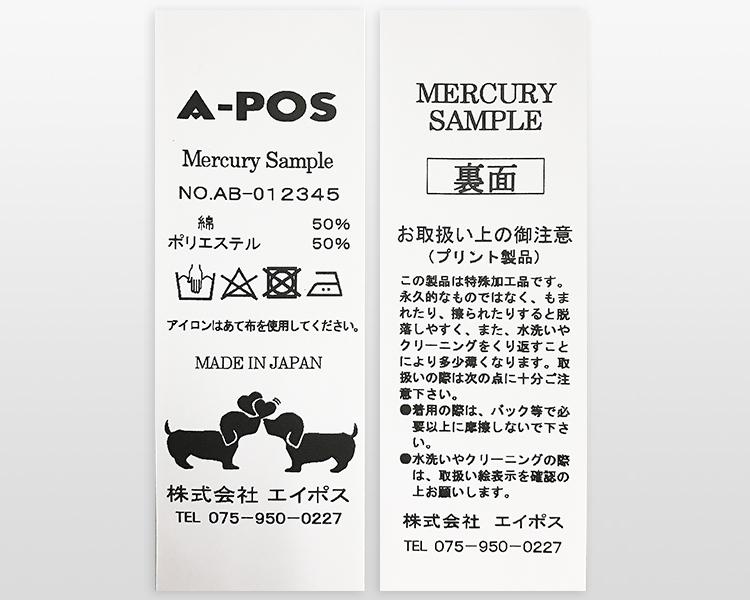 A-POS
Mercury Sample
NO.AB-012345
綿 50%
ポリエステル 50%
アイロンはあて布を使用してください。
MADE IN JAPAN
株式会社 エイポス
TEL 075-950-0227
MERCURY
SAMPLE
裏面
お取扱い上の御注意
(プリント製品)
この製品は特殊加工品です。
永久的なものではなく、もま
れたり、擦られたりすると脱
落しやすく、また、水洗いや
クリーニングをくり返すこと
により多少薄くなります。取
扱いの際は次の点に十分ご注
意下さい。
●着用の際は、バック等で必
要以上に摩擦しないで下さ
い。
●水洗いやクリーニングの際
は、取扱い絵表示を確認の
上お願いします。
株式会社 エイポス
TEL 075-950-0227